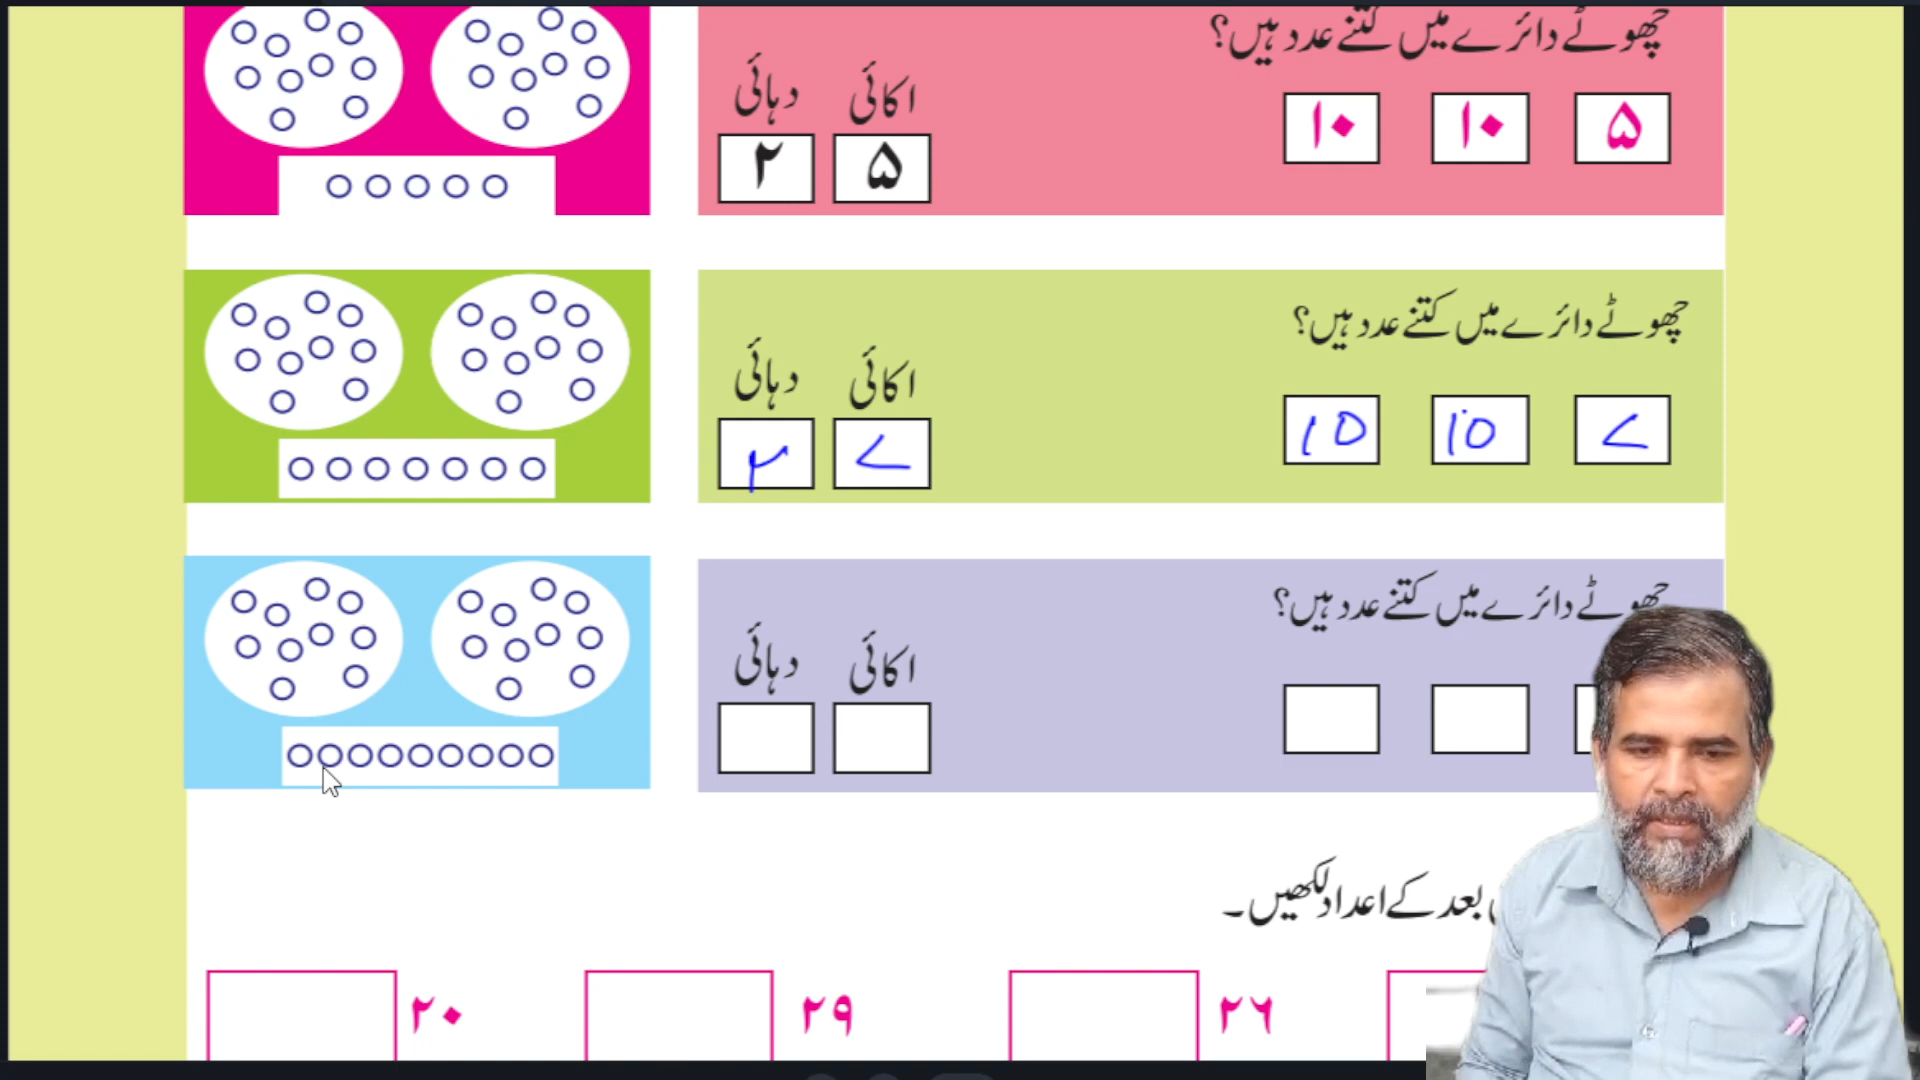 چھوٹے دائرے میں کتنے عدد ہیں؟
دہائی اکائی
۱۰ ۱۰ ۵
۲ ۵
چھوٹے دائرے میں کتنے عدد ہیں؟
دہائی اکائی
۱۰ ۱۰ ۷
۲ ۷
چھوٹے دائرے میں کتنے عدد ہیں؟
دہائی اکائی
بعد کے اعداد لکھیں۔
۲۰ ۲۹ ۲۶